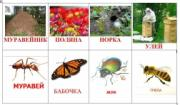 МУРАВЕЙНИК ПОЛЯНА НОРКА УЛЕЙ
МУРАВЕЙ БАБОЧКА ЖУК ПЧЕЛА